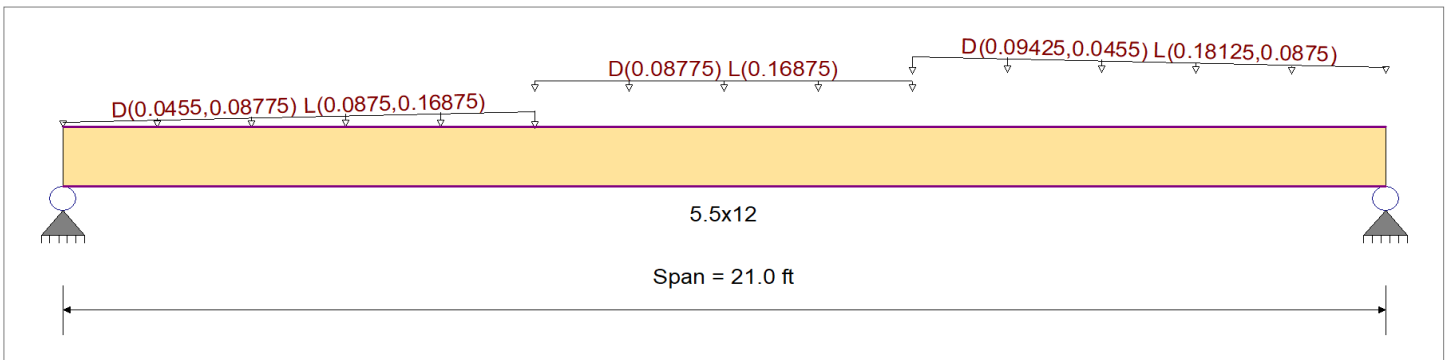 D(0.09425,0.0455) L(0.18125,0.0875)
D(0.08775) L(0.16875)
D(0.0455,0.08775) L(0.0875,0.16875)
5.5x12
Span = 21.0 ft